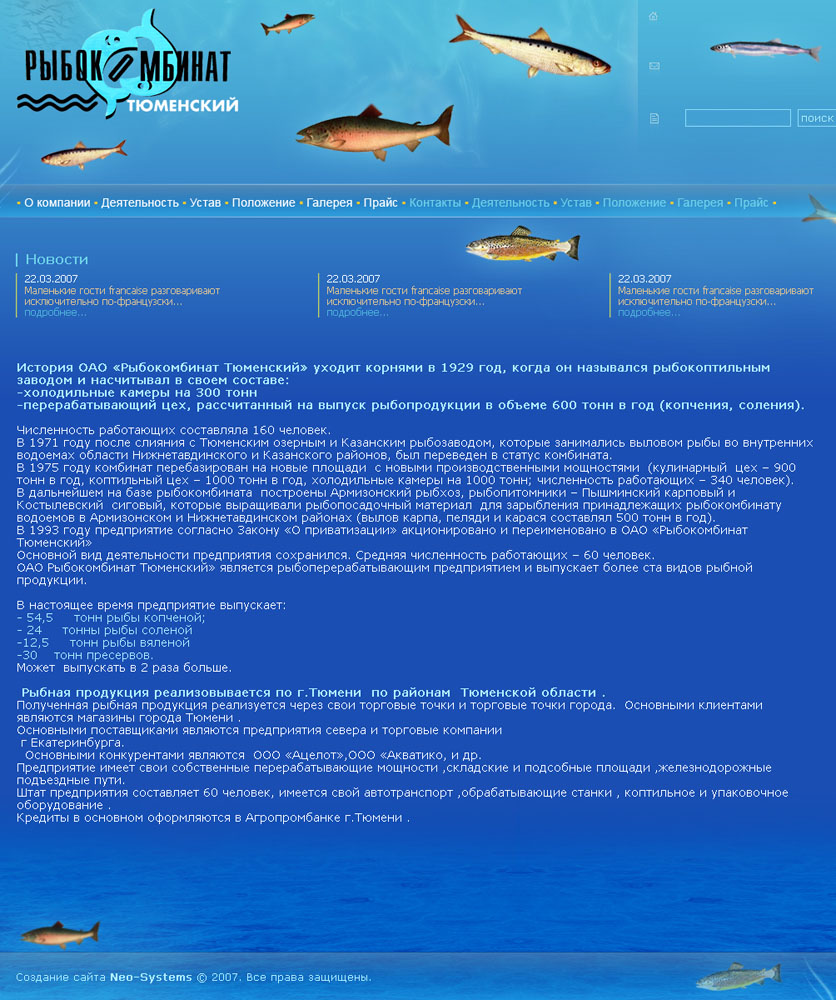 РЫБОКОМБИНАТ
ТЮМЕНСКИЙ
поиск
• О компании • Деятельность • Устав • Положение • Галерея • Прайс • Контакты • Деятельность • Устав • Положение • Галерея • Прайс •
Новости
22.03.2007
Маленькие гости francaise разговаривают
исключительно по-французски...
подробнее...
22.03.2007
Маленькие гости francaise разговаривают
исключительно по-французски...
подробнее...
22.03.2007
Маленькие гости francaise разговаривают
исключительно по-французски...
подробнее...
История ОАО «Рыбокомбинат Тюменский» уходит корнями в 1929 год, когда он назывался рыбокоптильным
заводом и насчитывал в своем составе:
-холодильные камеры на 300 тонн
-перерабатывающий цех, рассчитанный на выпуск рыбопродукции в объеме 600 тонн в год (копчения, соления).
Численность работающих составляла 160 человек.
В 1971 году после слияния с Тюменским озерным и Казанским рыбозаводом, которые занимались выловом рыбы во внутренних
водоемах области Нижнетавдинского и Казанского районов, был переведен в статус комбината.
В 1975 году комбинат перебазирован на новые площади с новыми производственными мощностями (кулинарный цех – 900
тонн в год, коптильный цех – 1000 тонн в год, холодильные камеры на 1000 тонн; численность работающих – 340 человек).
В дальнейшем на базе рыбокомбината построены Армизонский рыбхоз, рыбопитомники – Пышминский карповый и
Костылевский сиговый, которые выращивали рыбопосадочный материал для зарыбления принадлежащих рыбокомбинату
водоемов в Армизонском и Нижнетавдинском районах (вылов карпа, пеляди и карася составлял 500 тонн в год).
В 1993 году предприятие согласно Закону «О приватизации» акционировано и переименовано в ОАО «Рыбокомбинат
Тюменский»
Основной вид деятельности предприятия сохранился. Средняя численность работающих – 60 человек.
ОАО Рыбокомбинат Тюменский» является рыбоперерабатывающим предприятием и выпускает более ста видов рыбной
продукции.
В настоящее время предприятие выпускает:
- 54,5 тонн рыбы копченой;
- 24 тонны рыбы соленой
-12,5 тонн рыбы вяленой
-30 тонн пресервов.
Может выпускать в 2 раза больше.
Рыбная продукция реализовывается по г.Тюмени по районам Тюменской области .
Полученная рыбная продукция реализуется через свои торговые точки и торговые точки города. Основными клиентами
являются магазины города Тюмени .
Основными поставщиками являются предприятия севера и торговые компании
г Екатеринбурга.
Основными конкурентами являются ООО «Ацелот»,ООО «Акватико, и др.
Предприятие имеет свои собственные перерабатывающие мощности ,складские и подсобные площади ,железнодорожные
подъездные пути.
Штат предприятия составляет 60 человек, имеется свой автотранспорт ,обрабатывающие станки , коптильное и упаковочное
оборудование .
Кредиты в основном оформляются в Агропромбанке г.Тюмени .
Создание сайта Neo-Systems © 2007. Все права защищены.